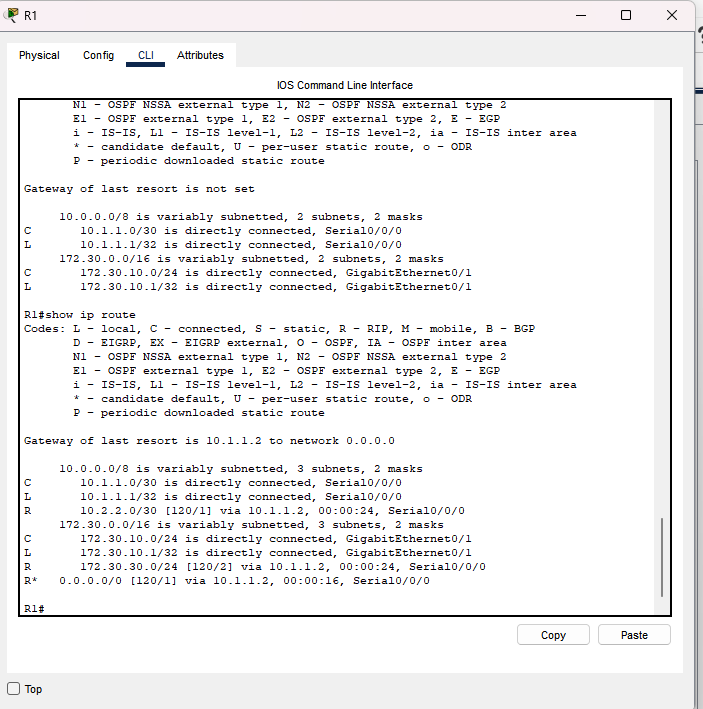 R1
Physical Config CLI Attributes
IOS Command Line Interface
N1 - OSPF NSSA external type 1, N2 - OSPF NSSA external type 2
E1 - OSPF external type 1, E2 - OSPF external type 2, E - EGP
i - IS-IS, L1 - IS-IS level-1, L2 - IS-IS level-2, ia - IS-IS inter area
* - candidate default, U - per-user static route, o - ODR
P - periodic downloaded static route
Gateway of last resort is not set
10.0.0.0/8 is variably subnetted, 2 subnets, 2 masks
C 10.1.1.0/30 is directly connected, Serial0/0/0
L 10.1.1.1/32 is directly connected, Serial0/0/0
172.30.0.0/16 is variably subnetted, 2 subnets, 2 masks
C 172.30.10.0/24 is directly connected, GigabitEthernet0/1
L 172.30.10.1/32 is directly connected, GigabitEthernet0/1
R1#show ip route
Codes: L - local, C - connected, S - static, R - RIP, M - mobile, B - BGP
D - EIGRP, EX - EIGRP external, O - OSPF, IA - OSPF inter area
N1 - OSPF NSSA external type 1, N2 - OSPF NSSA external type 2
E1 - OSPF external type 1, E2 - OSPF external type 2, E - EGP
i - IS-IS, L1 - IS-IS level-1, L2 - IS-IS level-2, ia - IS-IS inter area
* - candidate default, U - per-user static route, o - ODR
P - periodic downloaded static route
Gateway of last resort is 10.1.1.2 to network 0.0.0.0
10.0.0.0/8 is variably subnetted, 3 subnets, 2 masks
C 10.1.1.0/30 is directly connected, Serial0/0/0
L 10.1.1.1/32 is directly connected, Serial0/0/0
R 10.2.2.0/30 [120/1] via 10.1.1.2, 00:00:24, Serial0/0/0
172.30.0.0/16 is variably subnetted, 3 subnets, 2 masks
C 172.30.10.0/24 is directly connected, GigabitEthernet0/1
L 172.30.10.1/32 is directly connected, GigabitEthernet0/1
R 172.30.30.0/24 [120/2] via 10.1.1.2, 00:00:24, Serial0/0/0
R* 0.0.0.0/0 [120/1] via 10.1.1.2, 00:00:16, Serial0/0/0
R1#
Copy Paste
Top